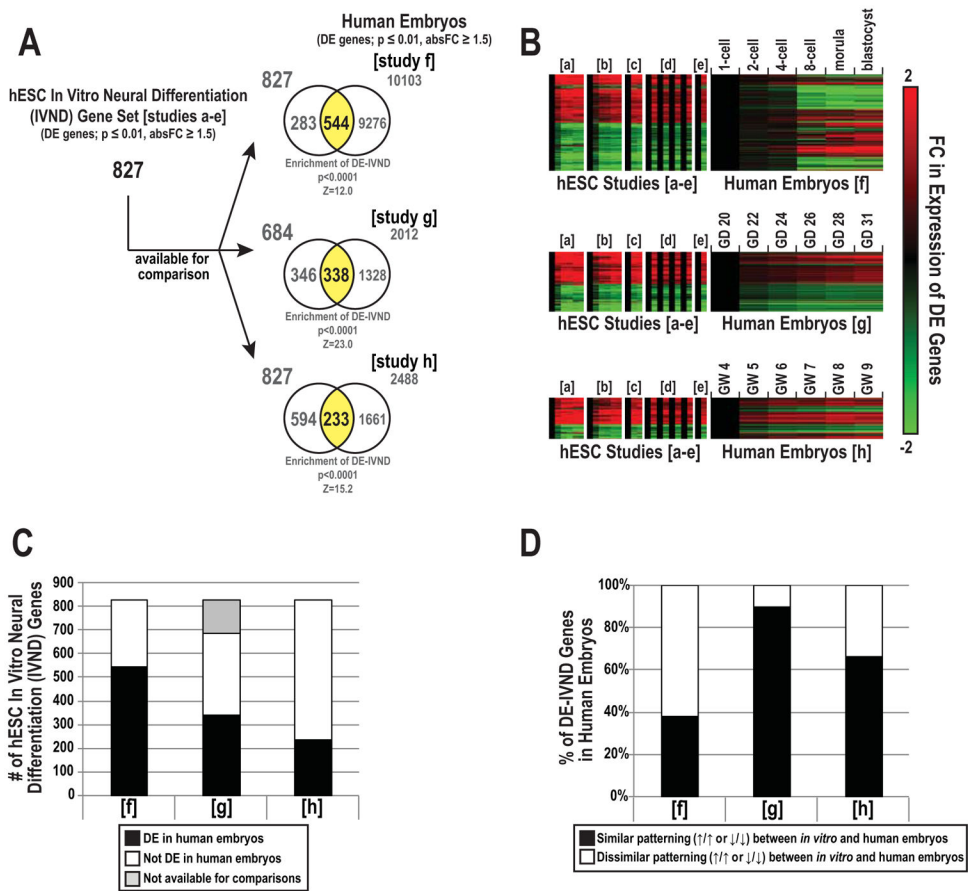 A
Human Embryos
(DE genes; p ≤ 0.01, absFC ≥ 1.5)
hESC In Vitro Neural Differentiation
(IVND) Gene Set [studies a-e]
(DE genes; p ≤ 0.01, absFC ≥ 1.5)
827
available for
comparison
[study f]
827
10103
283
544
9276
Enrichment of DE-IVND
p<0.0001
Z=12.0
[study g]
684
2012
346
338
1328
Enrichment of DE-IVND
p<0.0001
Z=23.0
[study h]
827
2488
594
233
1661
Enrichment of DE-IVND
p<0.0001
Z=15.2
B
[a] [b] [c] [d] [e]
1-cell 2-cell 4-cell 8-cell morula blastocyst
hESC Studies [a-e]
Human Embryos [f]
[a] [b] [c] [d] [e]
GD 20 GD 22 GD 24 GD 26 GD 28 GD 31
hESC Studies [a-e]
Human Embryos [g]
[a] [b] [c] [d] [e]
GW 4 GW 5 GW 6 GW 7 GW 8 GW 9
hESC Studies [a-e]
Human Embryos [h]
2
FC in Expression of DE Genes
-2
C
# of hESC In Vitro Neural
Differentiation (IVND) Genes
900
800
700
600
500
400
300
200
100
0
[f] [g] [h]
DE in human embryos
Not DE in human embryos
Not available for comparisons
D
% of DE-IVND Genes
in Human Embryos
100%
80%
60%
40%
20%
0%
[f] [g] [h]
Similar patterning (↑/↑ or ↓/↓) between in vitro and human embryos
Dissimilar patterning (↑/↑ or ↓/↓) between in vitro and human embryos